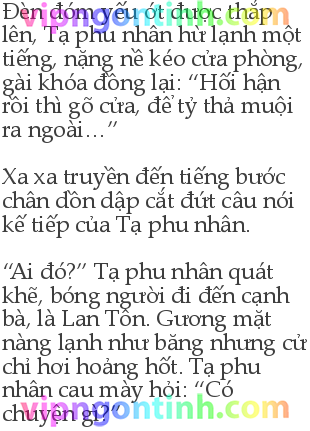 Đèn đóm yếu ớt được thắp
lên, Tạ phu nhân hừ lạnh một
tiếng, nặng nề kéo cửa phòng,
gài khóa đồng lại: “Hối hận
rồi thì gõ cửa, để tỷ thả muội
ra ngoài…”
Xa xa truyền đến tiếng bước
chân dồn dập cắt đứt câu nói
kế tiếp của Tạ phu nhân.
“Ai đó?” Tạ phu nhân quát
khẽ, bóng người đi đến cạnh
bà, là Lan Tôn. Gương mặt
nàng lạnh như băng nhưng cử
chỉ hơi hoảng hốt. Tạ phu
nhân cau mày hỏi: “Có
chuyện gì?”
vipngontinh.com
vipngontinh.com